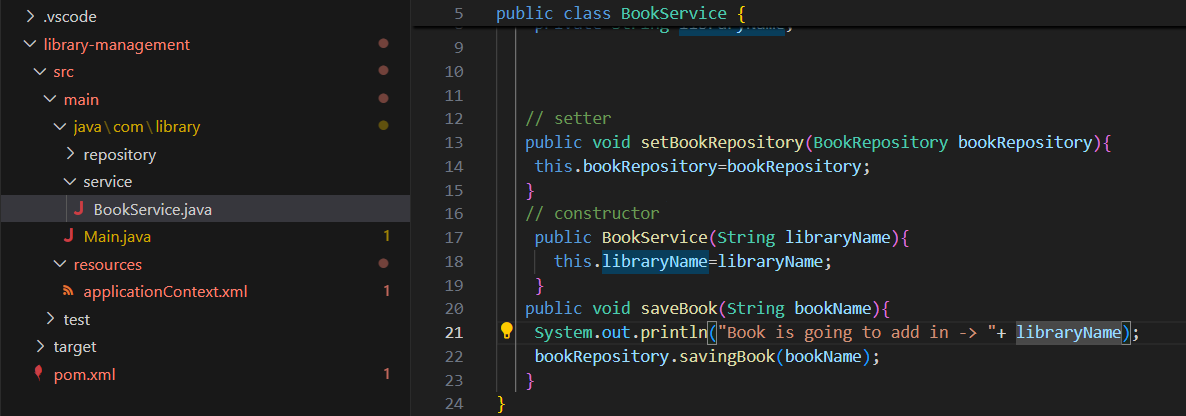 .vscode
library-management
src
main
java\com\library
repository
service
BookService.java
Main.java 1
resources
applicationContext.xml 1
test
target
pom.xml 1
5 public class BookService {
private String libraryName;
9
10
11
12 // setter
13 public void setBookRepository(BookRepository bookRepository){
14 this.bookRepository=bookRepository;
15 }
16 // constructor
17 public BookService(String libraryName){
18 this.libraryName=libraryName;
19 }
20 public void saveBook(String bookName){
21 System.out.println("Book is going to add in -> "+ libraryName);
22 bookRepository.savingBook(bookName);
23 }
24 }